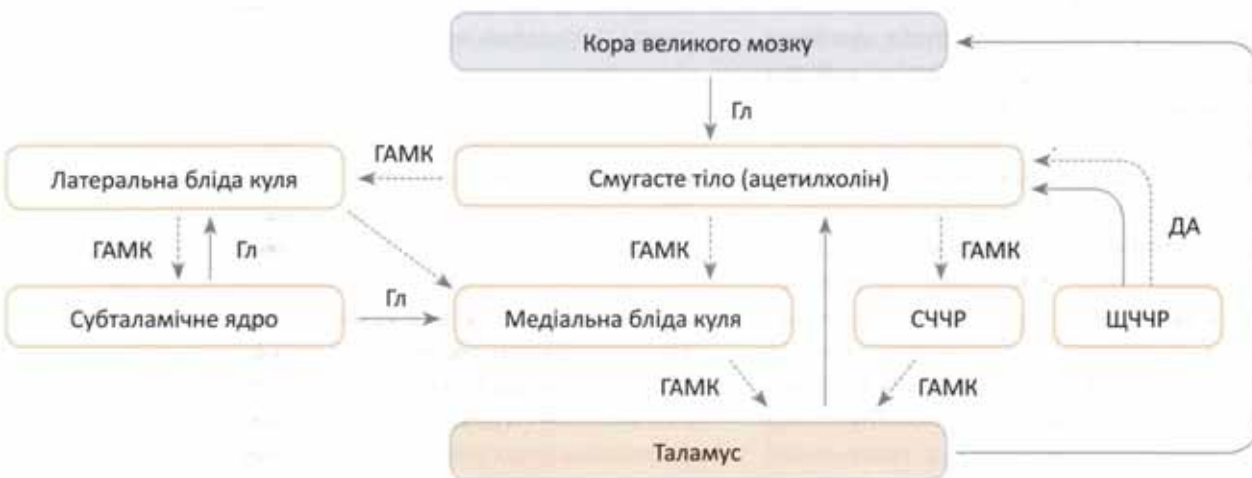 Кора великого мозку
Гл
ГАМК
Латеральна бліда куля
Смугасте тіло (ацетилхолін)
ГАМК
Гл
ГАМК
ГАМК
ДА
Субталамічне ядро
Гл
Медіальна бліда куля
СЧЧР
ЩЧЧР
ГАМК
ГАМК
Таламус